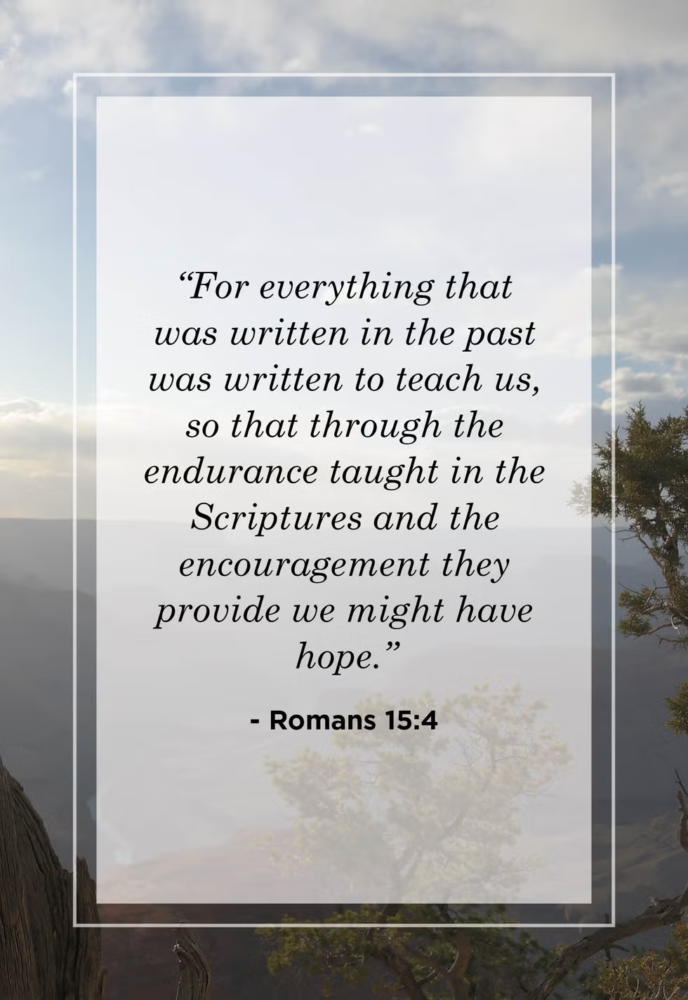 “For everything that
was written in the past
was written to teach us,
so that through the
endurance taught in the
Scriptures and the
encouragement they
provide we might have
hope.”
- Romans 15:4